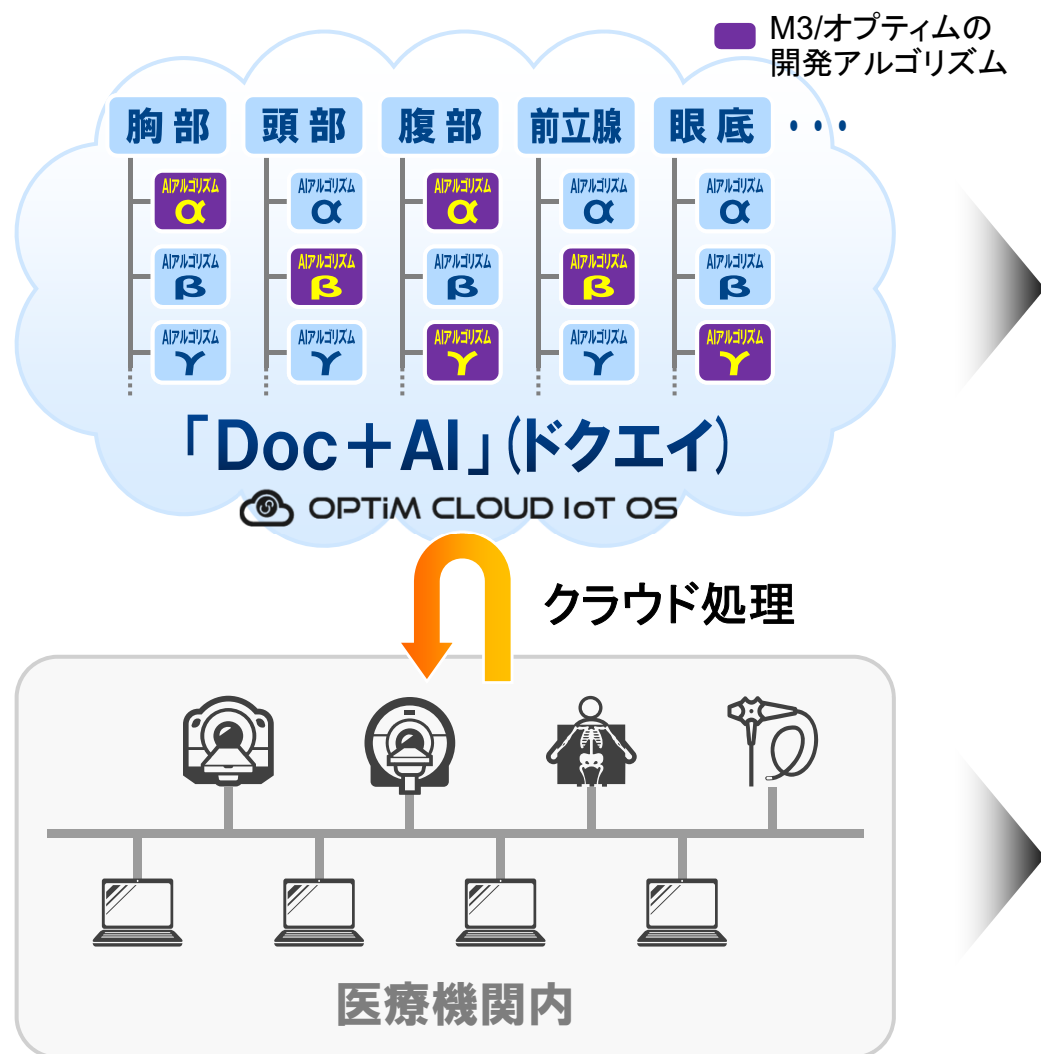 M3/オプティムの
開発アルゴリズム
胸部 頭部 腹部 前立腺 眼底 ・・・
AIアルゴリズム AIアルゴリズム AIアルゴリズム AIアルゴリズム AIアルゴリズム
α α α α α
AIアルゴリズム AIアルゴリズム AIアルゴリズム AIアルゴリズム AIアルゴリズム
β β β β β
AIアルゴリズム AIアルゴリズム AIアルゴリズム AIアルゴリズム AIアルゴリズム
γ γ γ γ γ
「Doc+AI」(ドクエイ)
OPTiM CLOUD IoT OS
クラウド処理
医療機関内